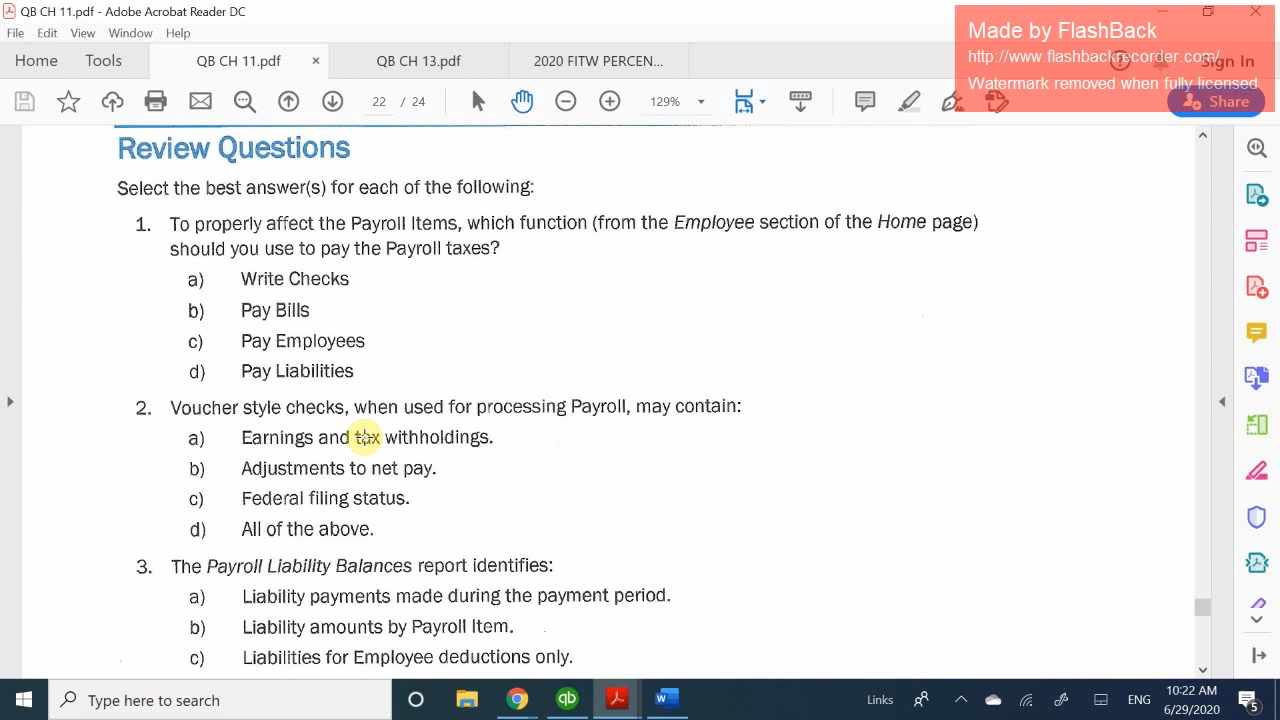 QB CH 11.pdf - Adobe Acrobat Reader DC
File Edit View Window Help
Home Tools QB CH 11.pdf × QB CH 13.pdf 2020 FITW PERCEN... Sign In
Made by FlashBack
http://www.flashbackrecorder.com/
Watermark removed when fully licensed
22 / 24 129% Share
Review Questions
Select the best answer(s) for each of the following:
1. To properly affect the Payroll Items, which function (from the Employee section of the Home page)
should you use to pay the Payroll taxes?
a) Write Checks
b) Pay Bills
c) Pay Employees
d) Pay Liabilities
2. Voucher style checks, when used for processing Payroll, may contain:
a) Earnings and tax withholdings.
b) Adjustments to net pay.
c) Federal filing status.
d) All of the above.
3. The Payroll Liability Balances report identifies:
a) Liability payments made during the payment period.
b) Liability amounts by Payroll Item.
c) Liabilities for Employee deductions only.
Type here to search
Links
ENG
10:22 AM
6/29/2020
5